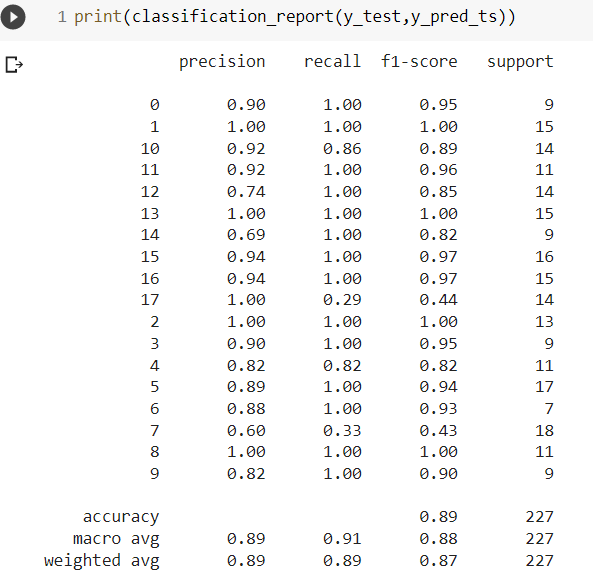 1 print(classification_report(y_test,y_pred_ts))
precision recall f1-score support
0 0.90 1.00 0.95 9
1 1.00 1.00 1.00 15
10 0.92 0.86 0.89 14
11 0.92 1.00 0.96 11
12 0.74 1.00 0.85 14
13 1.00 1.00 1.00 15
14 0.69 1.00 0.82 9
15 0.94 1.00 0.97 16
16 0.94 1.00 0.97 15
17 1.00 0.29 0.44 14
2 1.00 1.00 1.00 13
3 0.90 1.00 0.95 9
4 0.82 0.82 0.82 11
5 0.89 1.00 0.94 17
6 0.88 1.00 0.93 7
7 0.60 0.33 0.43 18
8 1.00 1.00 1.00 11
9 0.82 1.00 0.90 9
accuracy 0.89 227
macro avg 0.89 0.91 0.88 227
weighted avg 0.89 0.89 0.87 227